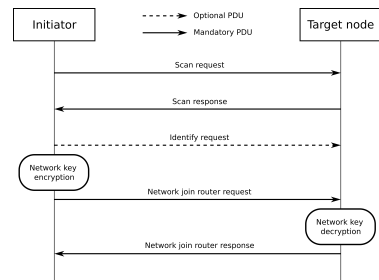 Initiator
Optional PDU
Mandatory PDU
Target node
Scan request
Scan response
Identify request
Network key
encryption
Network join router request
Network key
decryption
Network join router response